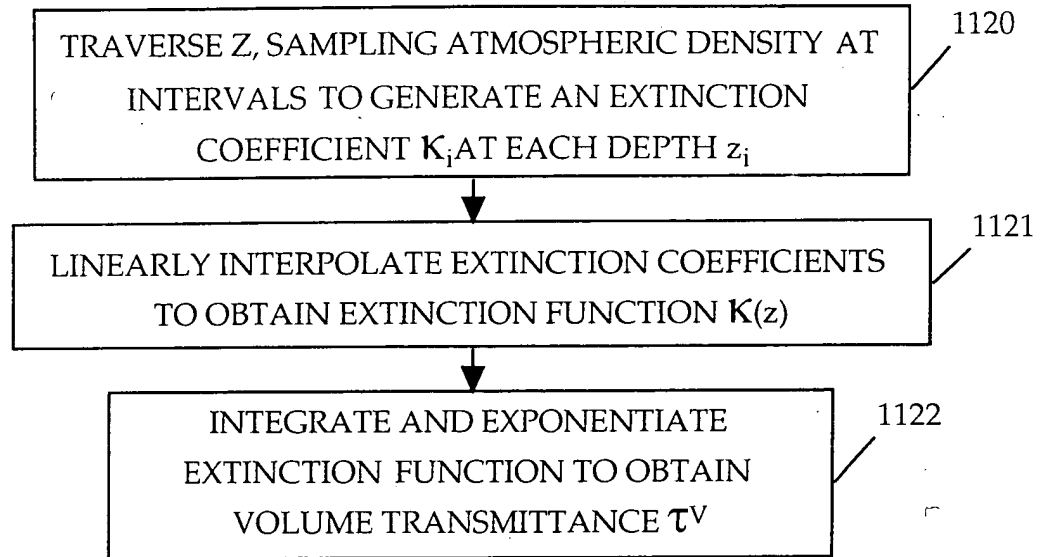 TRAVERSE Z, SAMPLING ATMOSPHERIC DENSITY AT
INTERVALS TO GENERATE AN EXTINCTION
COEFFICIENT κi AT EACH DEPTH zi
1120
LINEARLY INTERPOLATE EXTINCTION COEFFICIENTS
TO OBTAIN EXTINCTION FUNCTION κ(z)
1121
INTEGRATE AND EXPONENTIATE
EXTINCTION FUNCTION TO OBTAIN
VOLUME TRANSMITTANCE τV
1122